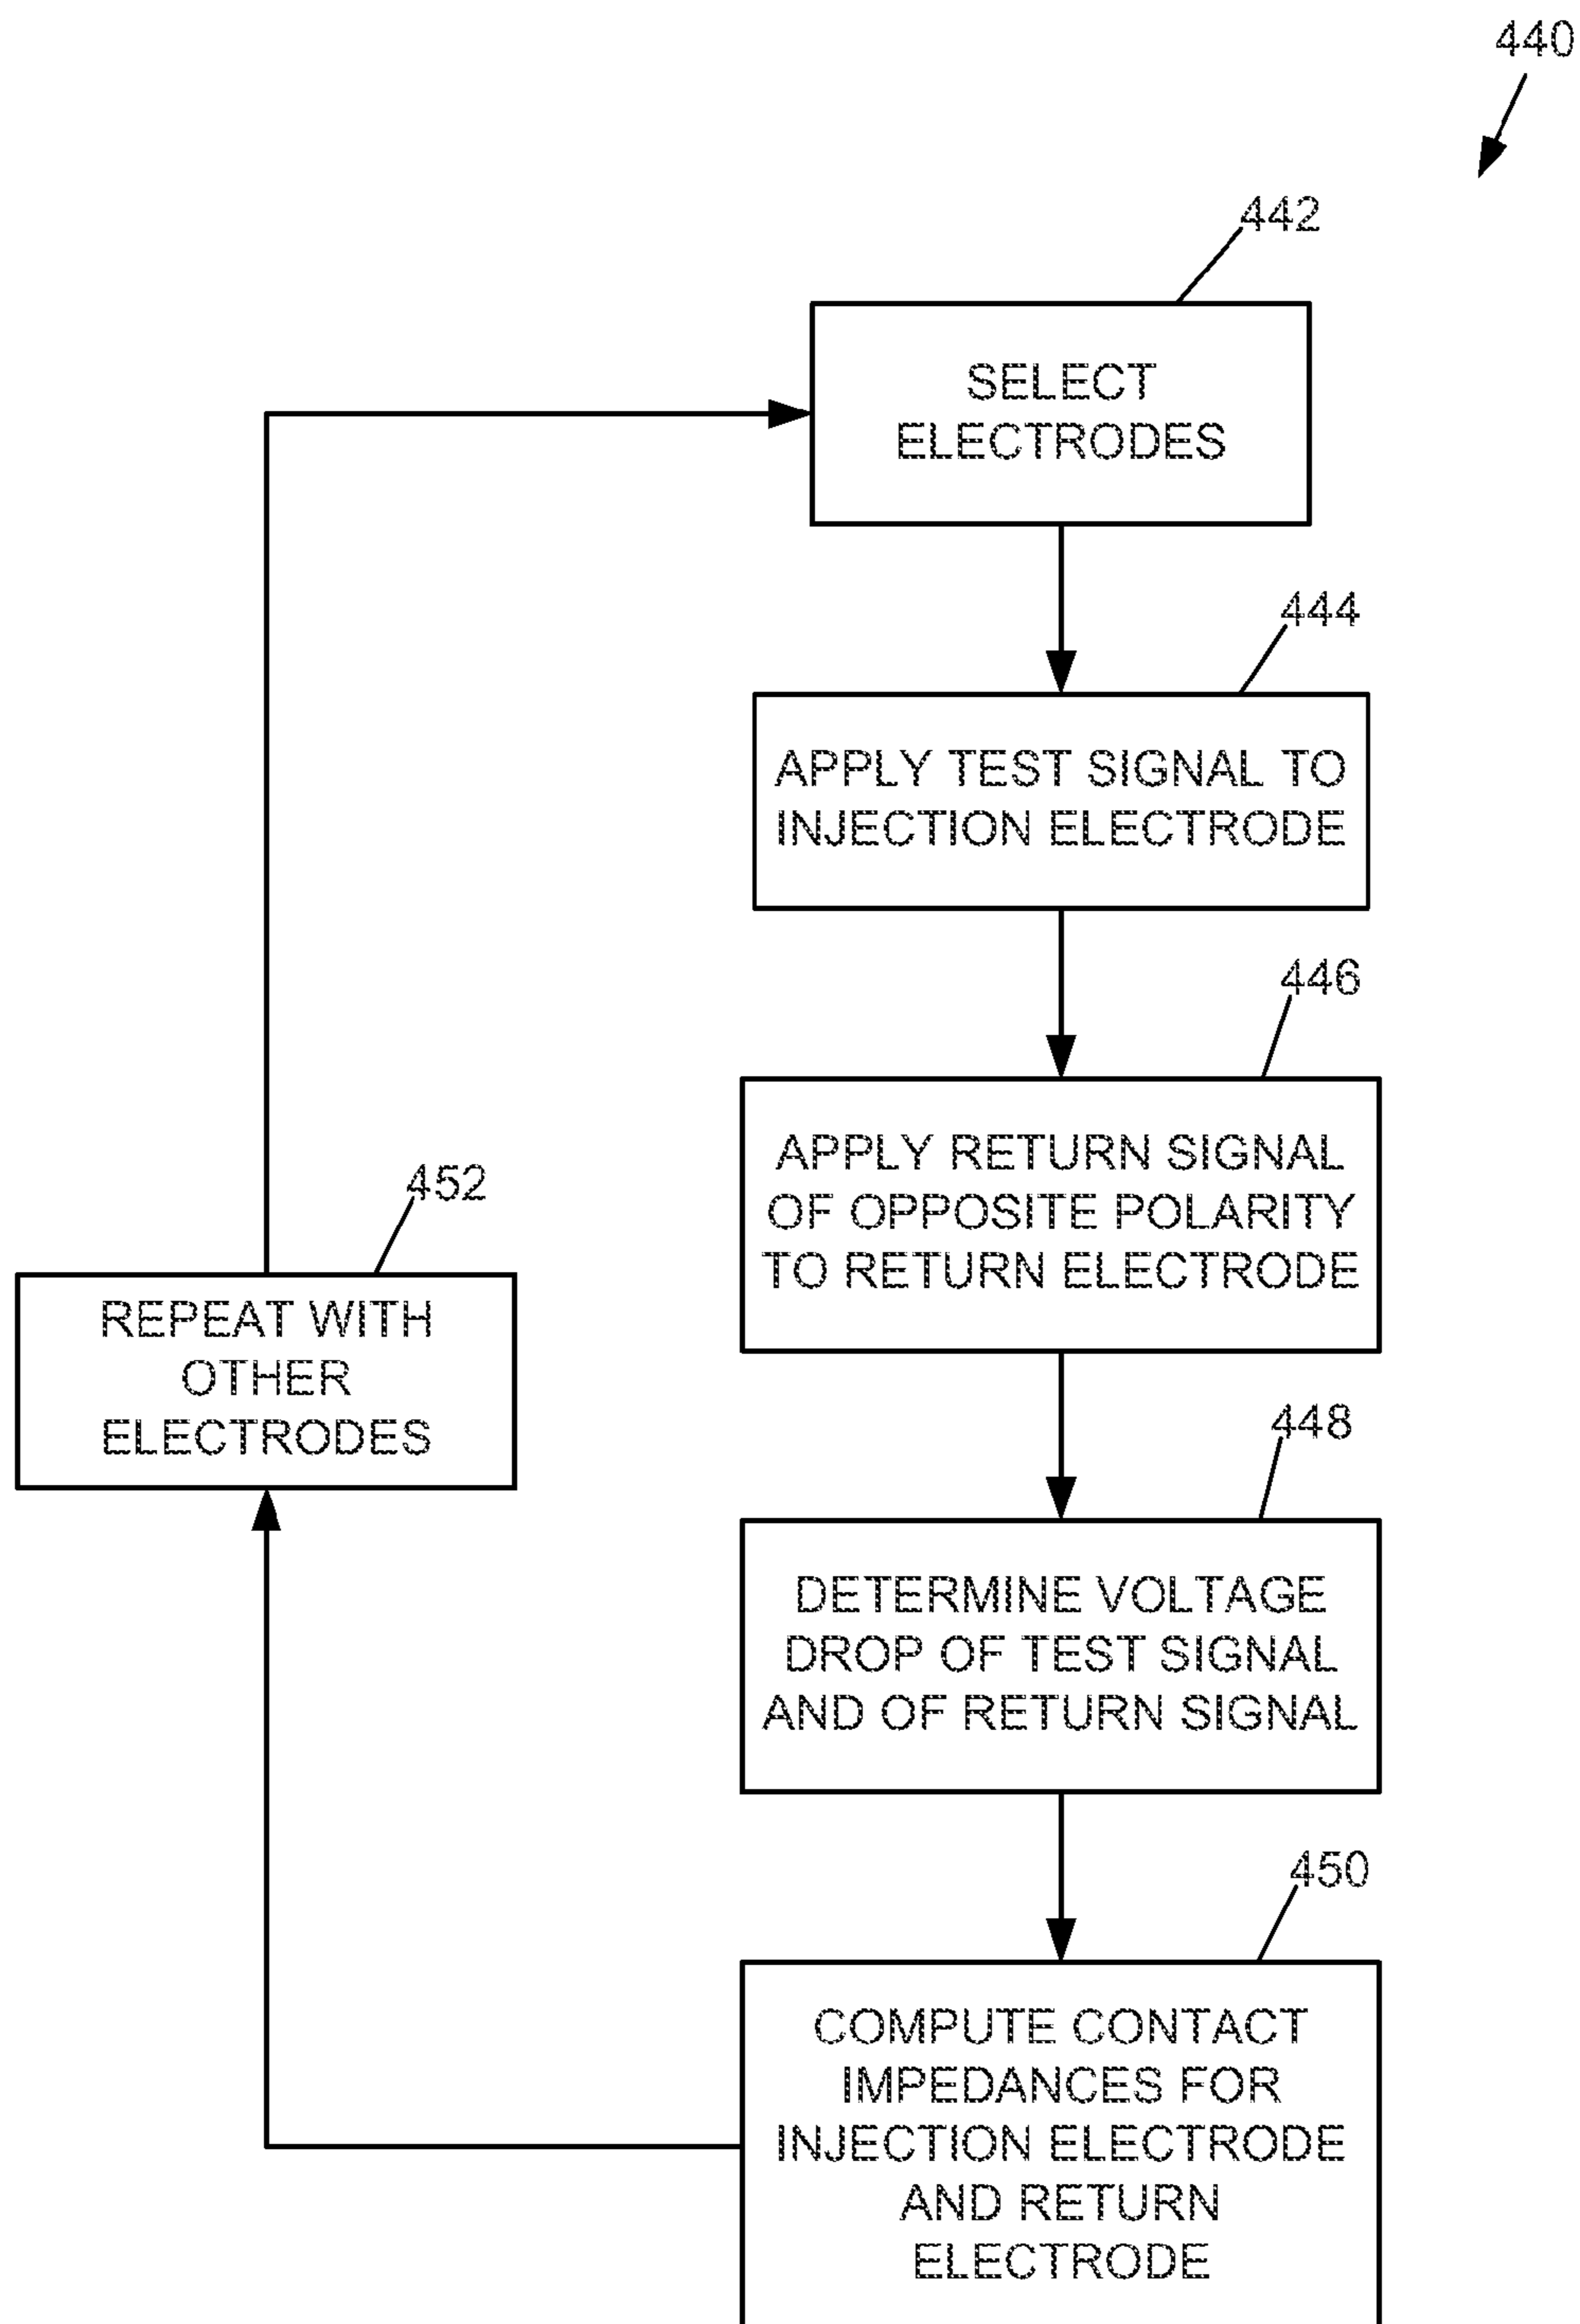 440
442
SELECT
ELECTRODES
444
APPLY TEST SIGNAL TO
INJECTION ELECTRODE
446
APPLY RETURN SIGNAL
OF OPPOSITE POLARITY
TO RETURN ELECTRODE
452
REPEAT WITH
OTHER
ELECTRODES
448
DETERMINE VOLTAGE
DROP OF TEST SIGNAL
AND OF RETURN SIGNAL
450
COMPUTE CONTACT
IMPEDANCES FOR
INJECTION ELECTRODE
AND RETURN
ELECTRODE